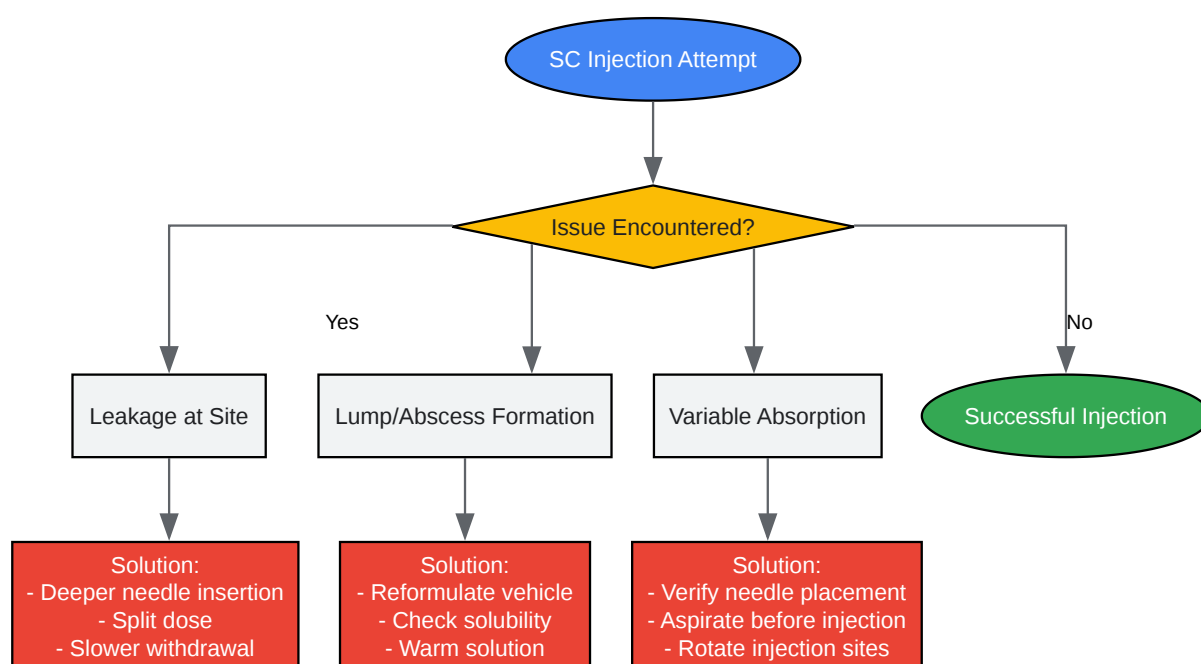 SC Injection Attempt
Issue Encountered?
Yes
No
Leakage at Site
Lump/Abscess Formation
Variable Absorption
Successful Injection
Solution:
- Deeper needle insertion
- Split dose
- Slower withdrawal
Solution:
- Reformulate vehicle
- Check solubility
- Warm solution
Solution:
- Verify needle placement
- Aspirate before injection
- Rotate injection sites